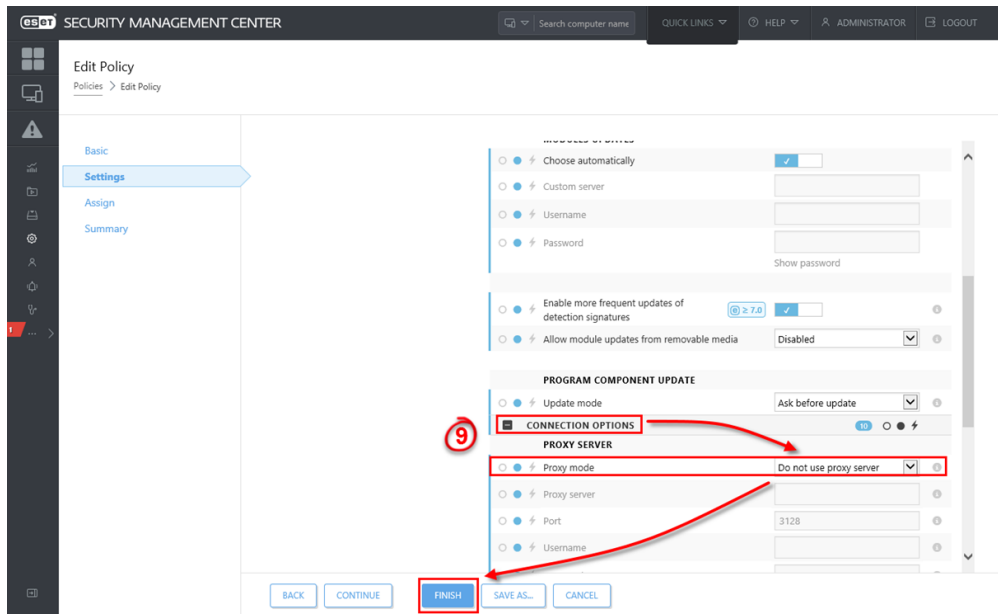 eset SECURITY MANAGEMENT CENTER
Search computer name
QUICK LINKS
HELP
ADMINISTRATOR
LOGOUT
Edit Policy
Policies > Edit Policy
Basic
Settings
Assign
Summary
MODULES UPDATES
Choose automatically
Custom server
Username
Password
Show password
Enable more frequent updates of
detection signatures
≥ 7.0
Allow module updates from removable media
Disabled
PROGRAM COMPONENT UPDATE
Update mode
Ask before update
9
CONNECTION OPTIONS
10
PROXY SERVER
Proxy mode
Do not use proxy server
Proxy server
Port
3128
Username
1
BACK
CONTINUE
FINISH
SAVE AS...
CANCEL